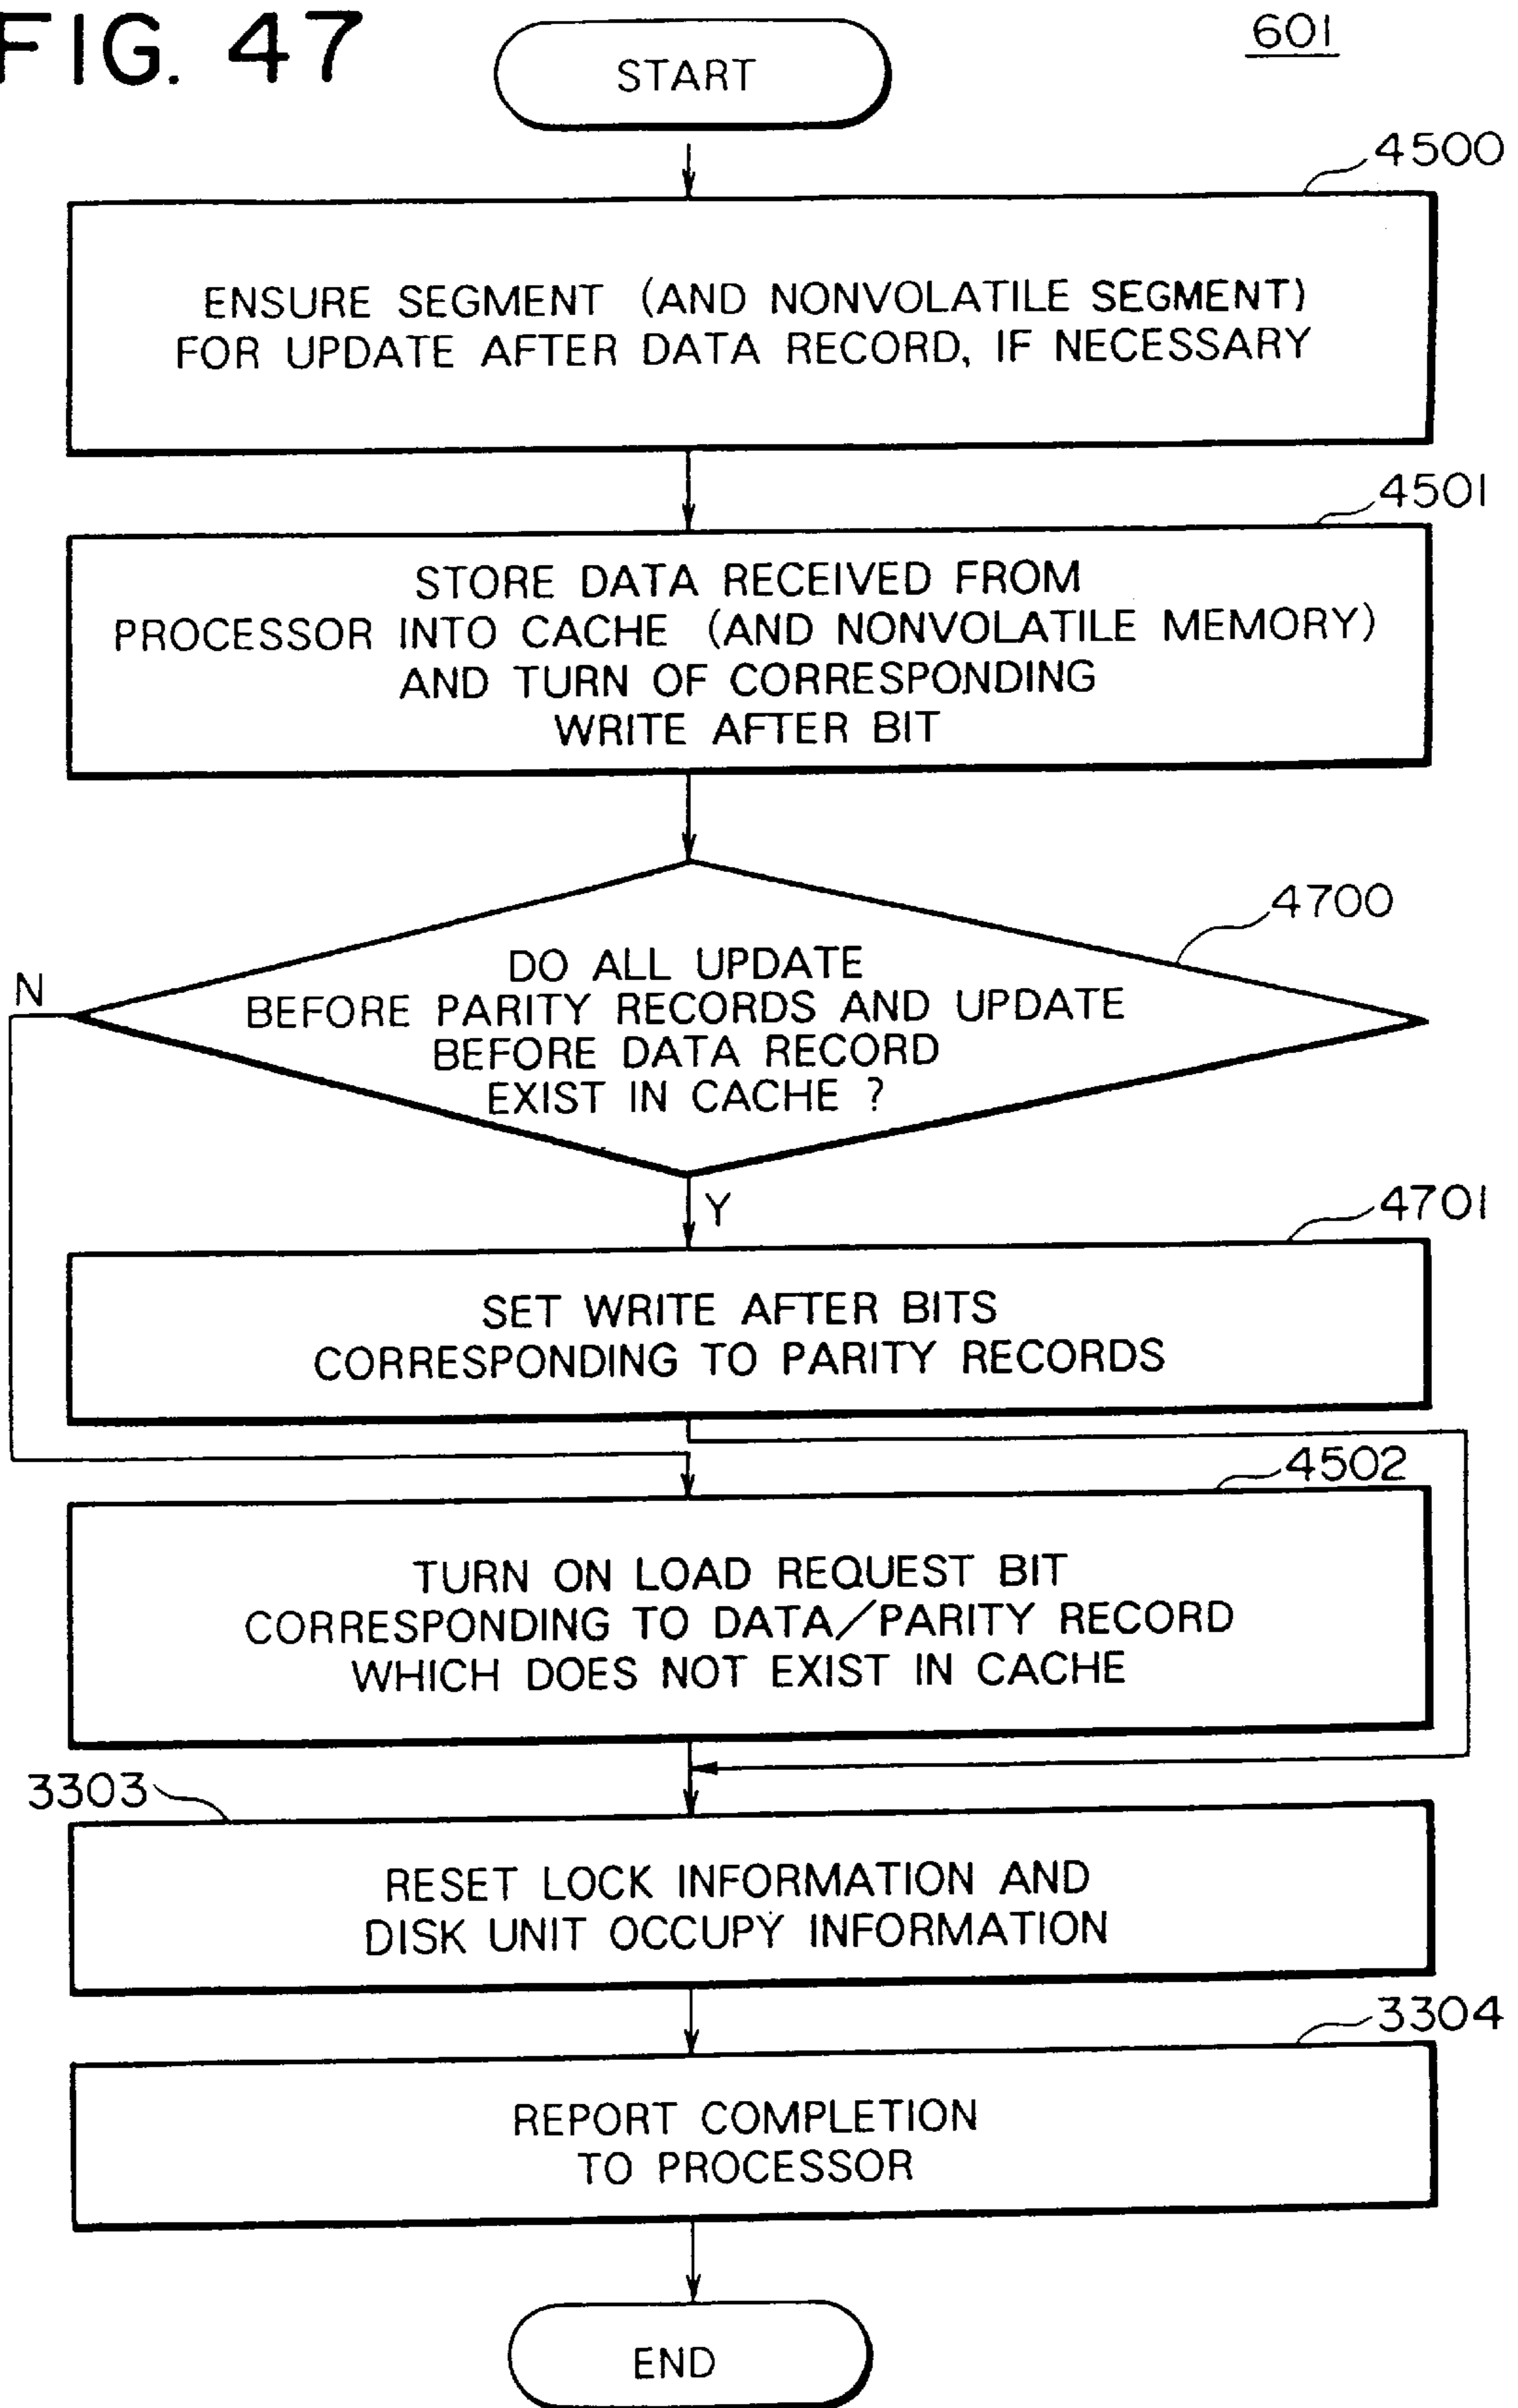 FIG. 47
601
START
4500
ENSURE SEGMENT (AND NONVOLATILE SEGMENT)
FOR UPDATE AFTER DATA RECORD, IF NECESSARY
4501
STORE DATA RECEIVED FROM
PROCESSOR INTO CACHE (AND NONVOLATILE MEMORY)
AND TURN OF CORRESPONDING
WRITE AFTER BIT
4700
DO ALL UPDATE
BEFORE PARITY RECORDS AND UPDATE
BEFORE DATA RECORD
EXIST IN CACHE ?
N
Y
4701
SET WRITE AFTER BITS
CORRESPONDING TO PARITY RECORDS
4502
TURN ON LOAD REQUEST BIT
CORRESPONDING TO DATA/PARITY RECORD
WHICH DOES NOT EXIST IN CACHE
3303
RESET LOCK INFORMATION AND
DISK UNIT OCCUPY INFORMATION
3304
REPORT COMPLETION
TO PROCESSOR
END